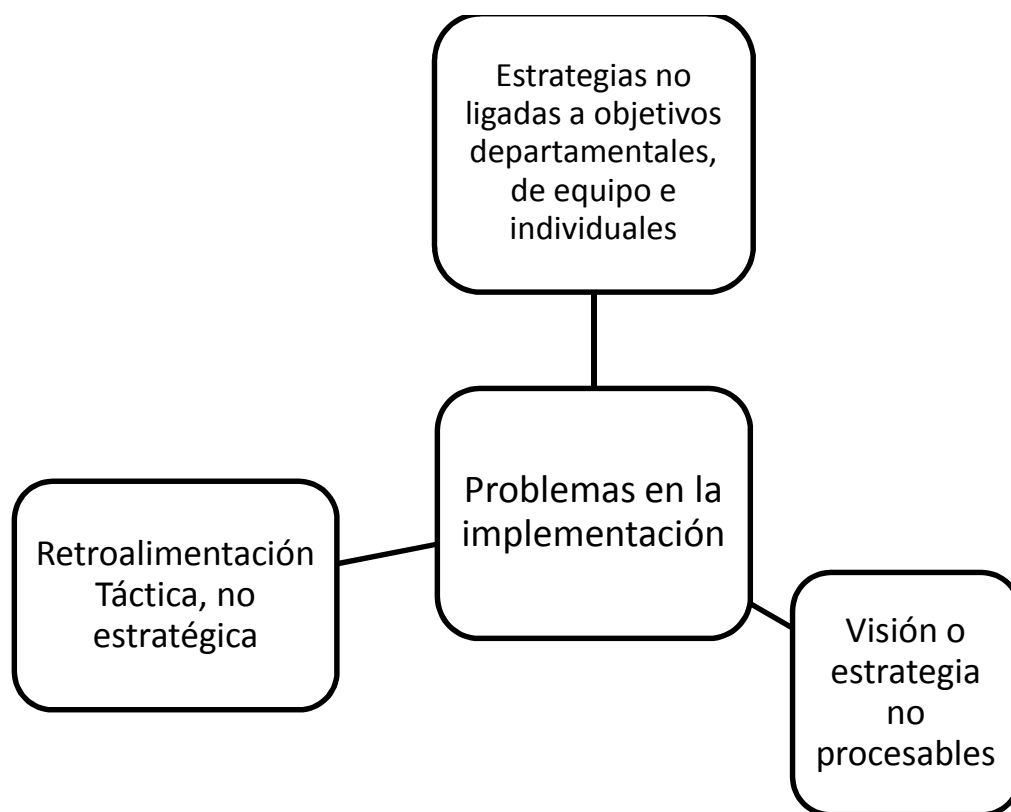 Estrategias no
ligadas a objetivos
departamentales,
de equipo e
individuales
Problemas en la
implementación
Retroalimentación
Táctica, no
estratégica
Visión o
estrategia
no
procesables